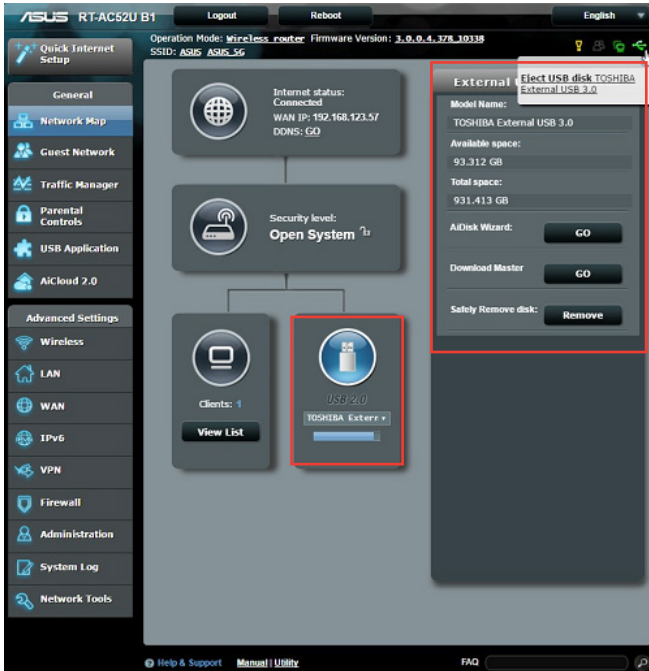 ASUS RT-AC52U B1
Logout
Reboot
English
Quick Internet Setup
Operation Mode: Wireless router Firmware Version: 3.0.0.4.378_10338
SSID: ASUS ASUS_5G
General
Network Map
Guest Network
Traffic Manager
Parental Controls
USB Application
AiCloud 2.0
Advanced Settings
Wireless
LAN
WAN
IPv6
VPN
Firewall
Administration
System Log
Network Tools
Internet status:
Connected
WAN IP: 192.168.123.57
DDNS: GO
Security level:
Open System
Clients: 1
View List
USB 2.0
TOSHIBA Exterr
External
Eject USB disk TOSHIBA
External USB 3.0
Model Name:
TOSHIBA External USB 3.0
Available space:
93.312 GB
Total space:
931.413 GB
AiDisk Wizard:
GO
Download Master
GO
Safely Remove disk:
Remove
Help & Support Manual | Utility
FAQ